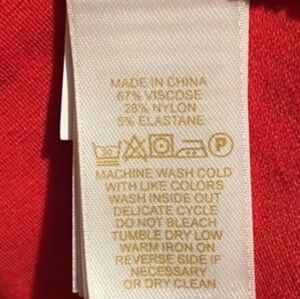 MADE IN CHINA
67% VISCOSE
28% NYLON
5% ELASTANE
30 P
MACHINE WASH COLD
WITH LIKE COLORS
WASH INSIDE OUT
DELICATE CYCLE
DO NOT BLEACH
TUMBLE DRY LOW
WARM IRON ON
REVERSE SIDE IF
NECESSARY
OR DRY CLEAN